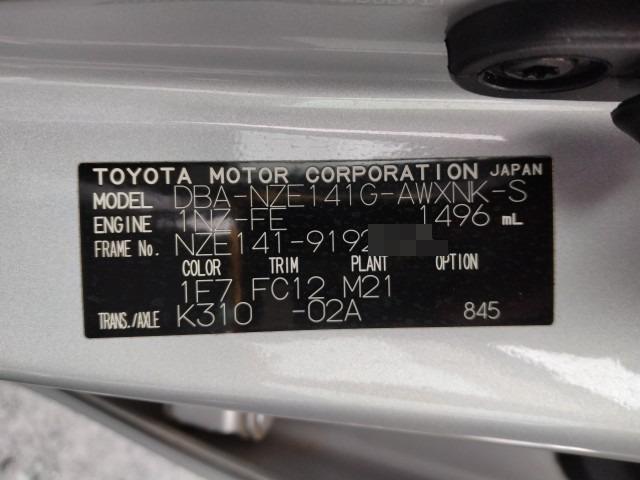 TOYOTA MOTOR CORPORATION JAPAN
MODEL DBA-NZE141G-AWXNK-S
ENGINE 1NZ-FE 1496 mL
FRAME No. NZE141-9192
COLOR TRIM PLANT OPTION
1F7 FC12 M21
TRANS./AXLE K310 -02A 845